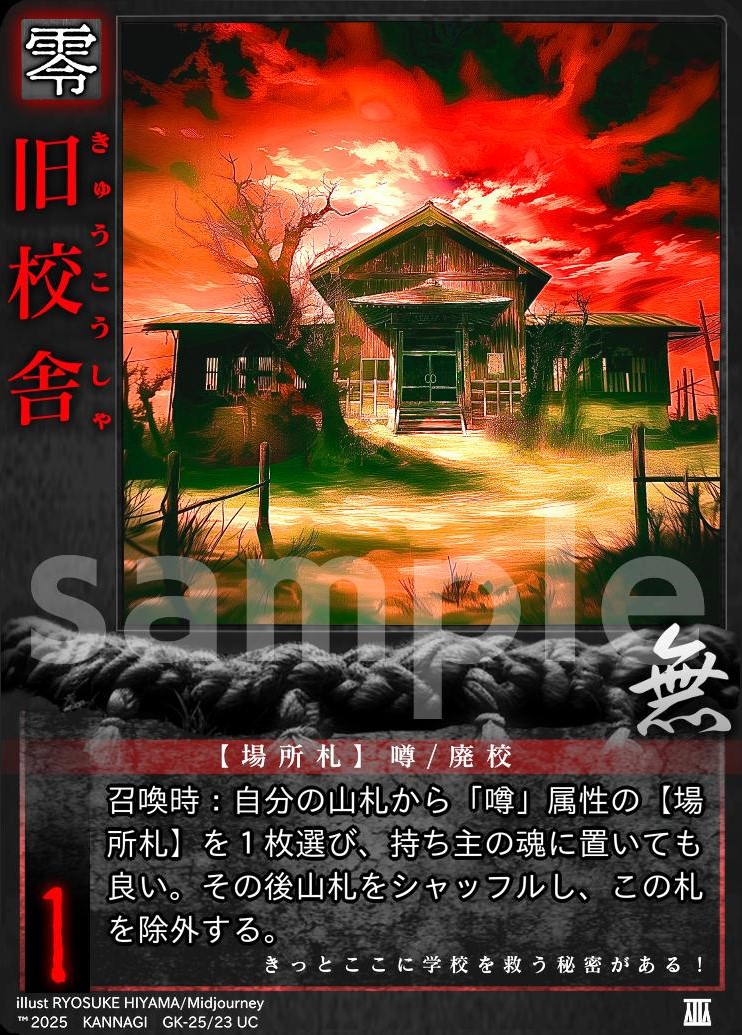 零
旧校舎
きゅうこうしゃ
sample
無
【場所札】噂/廃校
召喚時：自分の山札から「噂」属性の【場
所札】を１枚選び、持ち主の魂に置いても
良い。その後山札をシャッフルし、この札
を除外する。
きっとここに学校を救う秘密がある！
1
illust RYOSUKE HIYAMA/Midjourney
™2025 KANNAGI GK-25/23 UC